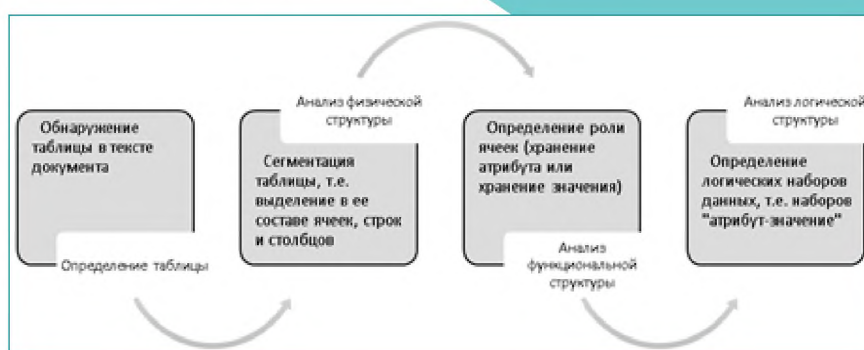 Обнаружение
таблицы в тексте
документа
Определение таблицы
Анализ физической
структуры
Сегментация
таблицы, т.е.
выделение в ее
составе ячеек, строк
и столбцов
Определение роли
ячеек (хранение
атрибута или
хранение значения)
Анализ
функциональной
структуры
Анализ логической
структуры
Определение
логических наборов
данных, т.е. наборов
"атрибут-значение"